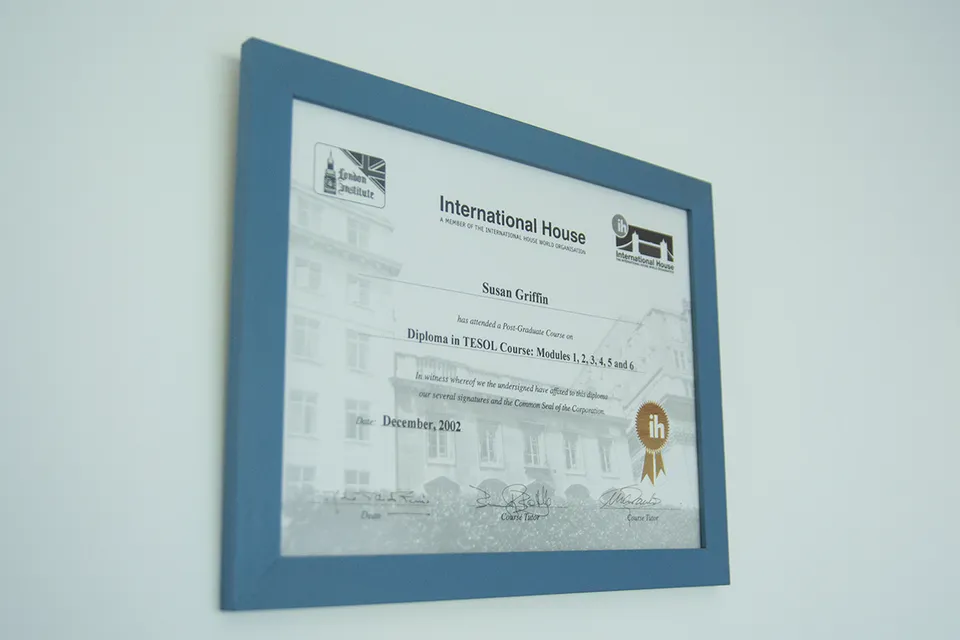 London
Institute
International House
A MEMBER OF THE INTERNATIONAL HOUSE WORLD ORGANISATION
ih
International House
Susan Griffin
has attended a Post-Graduate Course on
Diploma in TESOL Course: Modules 1, 2, 3, 4, 5 and 6
In witness whereof we the undersigned have affixed to this diploma
our several signatures and the Common Seal of the Corporation.
Date: December, 2002
ih
Course Tutor
Course Tutor